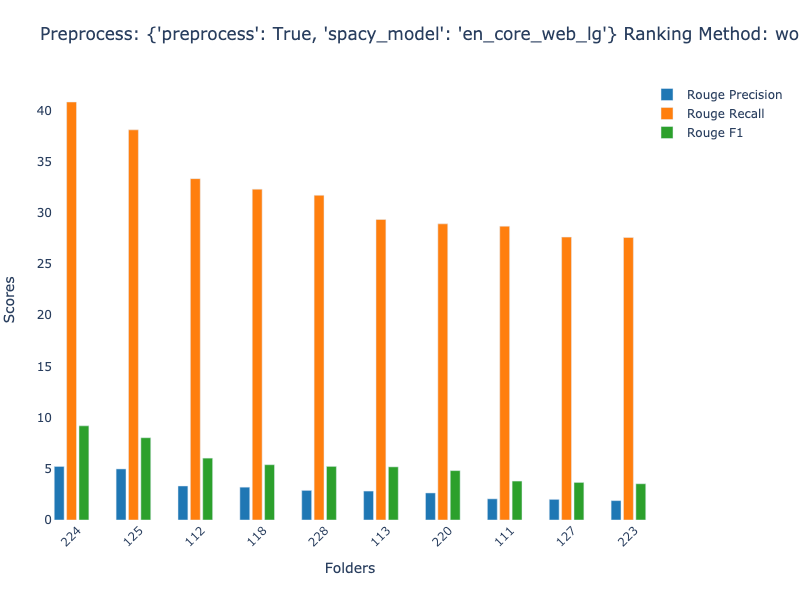 Preprocess: {'preprocess': True, 'spacy_model': 'en_core_web_lg'} Ranking Method:
Rouge Precision
Rouge Recall
Rouge F1
40
35
30
25
20
15
10
5
0
Scores
224 125 112 118 228 113 220 111 127 223
Folders